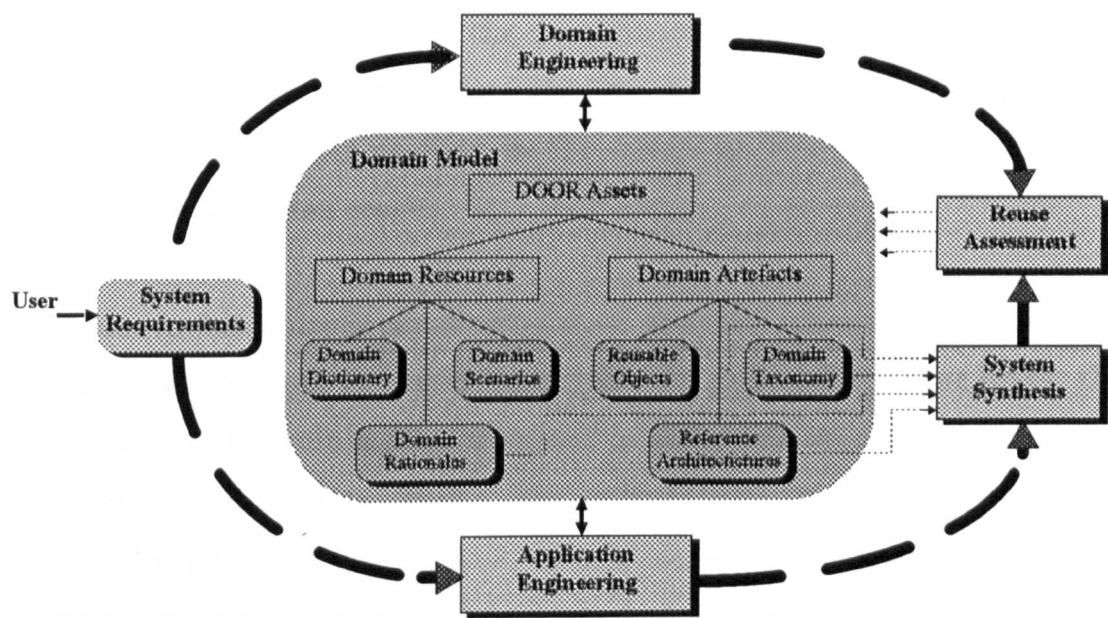 Domain
Engineering
Domain Model
DOOR Assets
Reuse
Assessment
Domain Resources
Domain Artefacts
User
System
Requirements
Domain
Dictionary
Domain
Scenarios
Reusable
Objects
Domain
Taxonomy
System
Synthesis
Domain
Rationales
Reference
Architectures
Application
Engineering